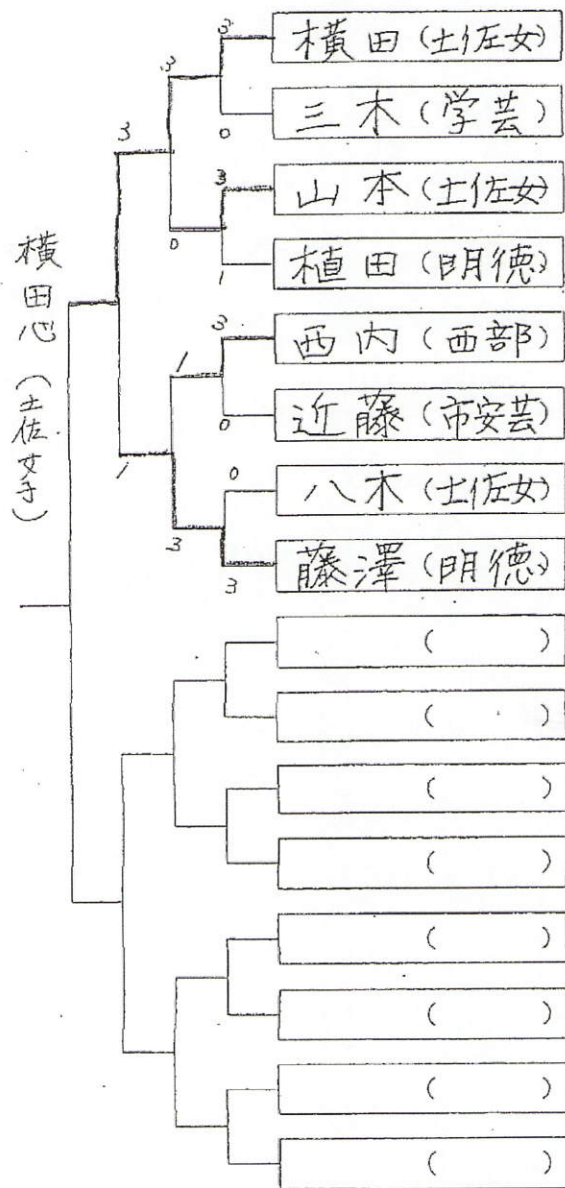 3
横田(土佐女)
3
3
0
三木(学芸)
3
山本(土佐女)
0
1
植田(明徳)
横田心(土佐女子)
3
西内(西部)
1
0
近藤(市安芸)
1
0
八木(土佐女)
3
3
藤澤(明徳)
( )
( )
( )
( )
( )
( )
( )
( )